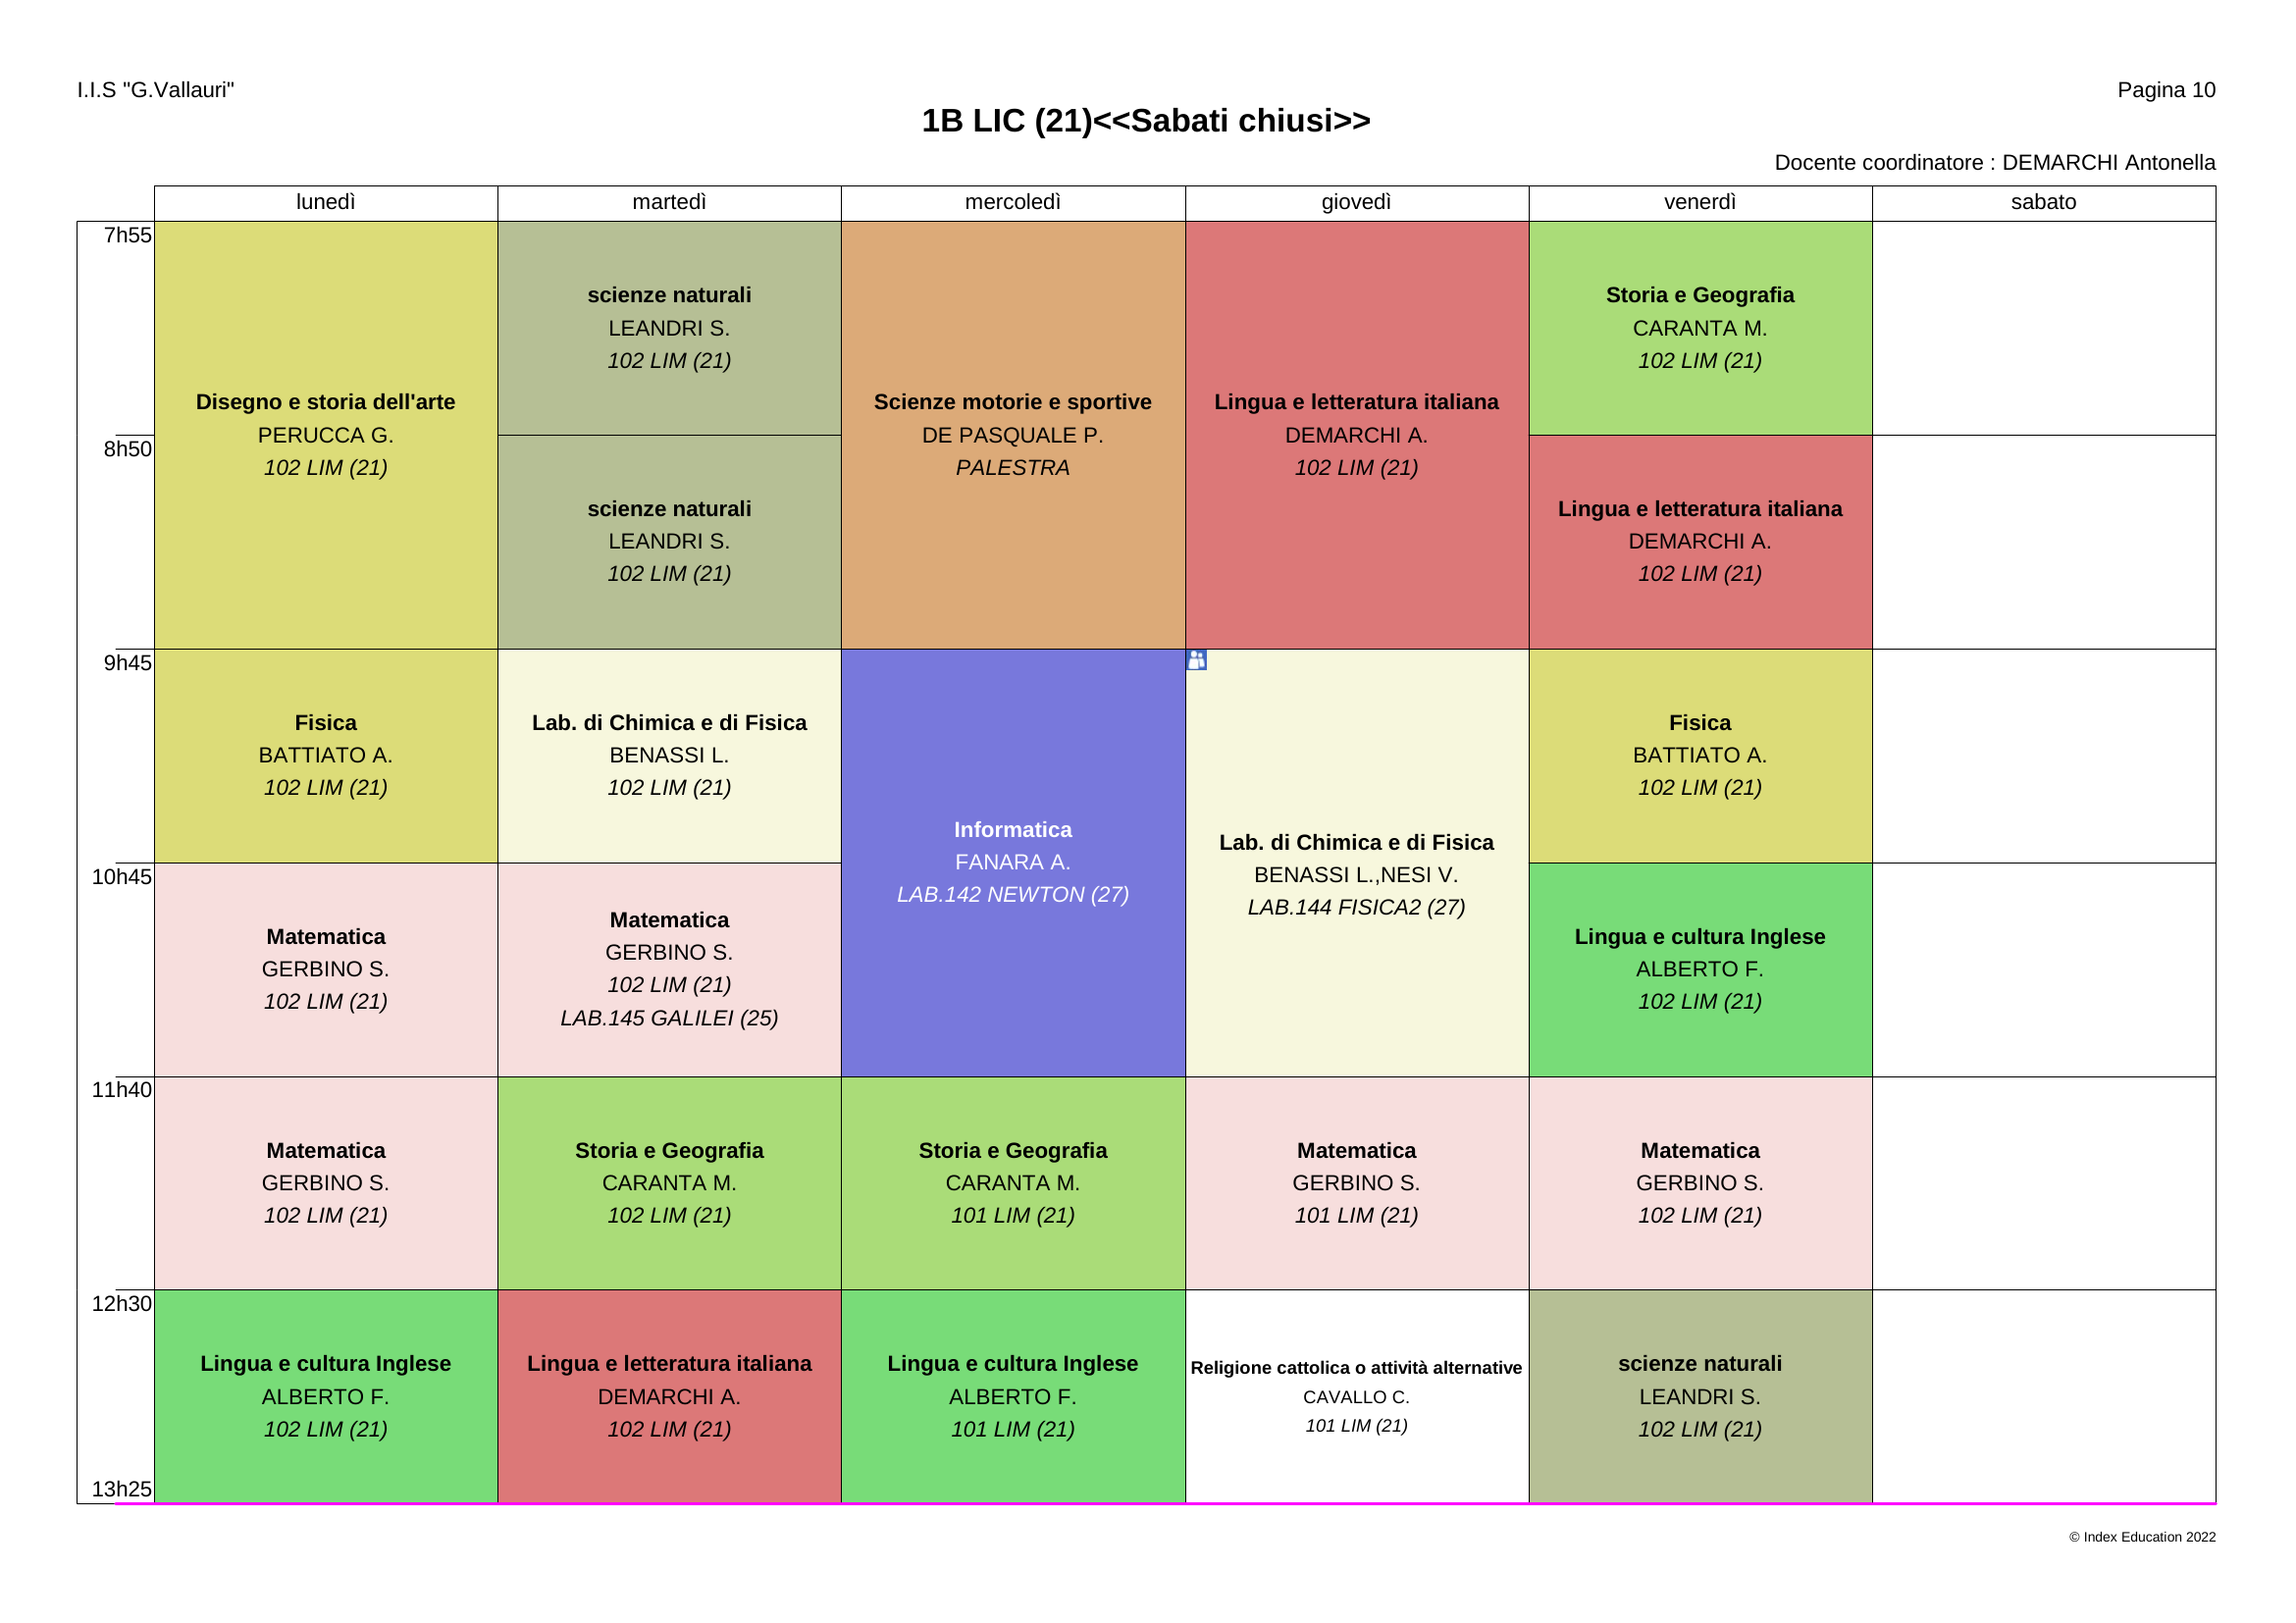 I.I.S "G.Vallauri"
Pagina 10
1B LIC (21)<<Sabati chiusi>>
Docente coordinatore : DEMARCHI Antonella
lunedì
martedì
mercoledì
giovedì
venerdì
sabato
7h55
8h50
9h45
10h45
11h40
12h30
13h25
Disegno e storia dell'arte
PERUCCA G.
102 LIM (21)
Fisica
BATTIATO A.
102 LIM (21)
Matematica
GERBINO S.
102 LIM (21)
Matematica
GERBINO S.
102 LIM (21)
Lingua e cultura Inglese
ALBERTO F.
102 LIM (21)
scienze naturali
LEANDRI S.
102 LIM (21)
scienze naturali
LEANDRI S.
102 LIM (21)
Lab. di Chimica e di Fisica
BENASSI L.
102 LIM (21)
Matematica
GERBINO S.
102 LIM (21)
LAB.145 GALILEI (25)
Storia e Geografia
CARANTA M.
102 LIM (21)
Lingua e letteratura italiana
DEMARCHI A.
102 LIM (21)
Scienze motorie e sportive
DE PASQUALE P.
PALESTRA
Informatica
FANARA A.
LAB.142 NEWTON (27)
Storia e Geografia
CARANTA M.
101 LIM (21)
Lingua e cultura Inglese
ALBERTO F.
101 LIM (21)
Lingua e letteratura italiana
DEMARCHI A.
102 LIM (21)
Lab. di Chimica e di Fisica
BENASSI L.,NESI V.
LAB.144 FISICA2 (27)
Matematica
GERBINO S.
101 LIM (21)
Religione cattolica o attività alternative
CAVALLO C.
101 LIM (21)
Storia e Geografia
CARANTA M.
102 LIM (21)
Lingua e letteratura italiana
DEMARCHI A.
102 LIM (21)
Fisica
BATTIATO A.
102 LIM (21)
Lingua e cultura Inglese
ALBERTO F.
102 LIM (21)
Matematica
GERBINO S.
102 LIM (21)
scienze naturali
LEANDRI S.
102 LIM (21)
© Index Education 2022